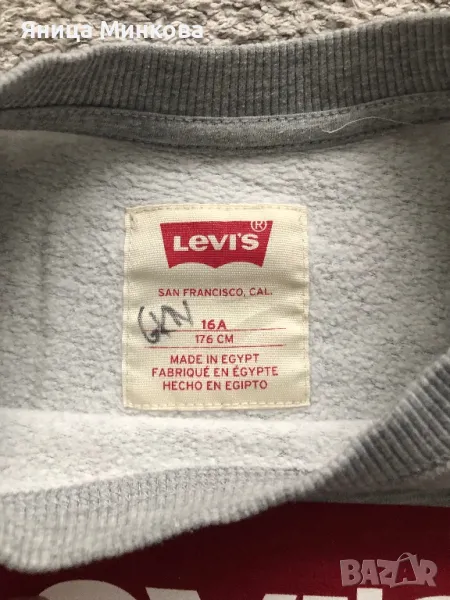 Яница Минкова
LEVI'S®
SAN FRANCISCO, CAL.
GKN
16A
176 CM
MADE IN EGYPT
FABRIQUÉ EN ÉGYPTE
HECHO EN EGIPTO
bazar